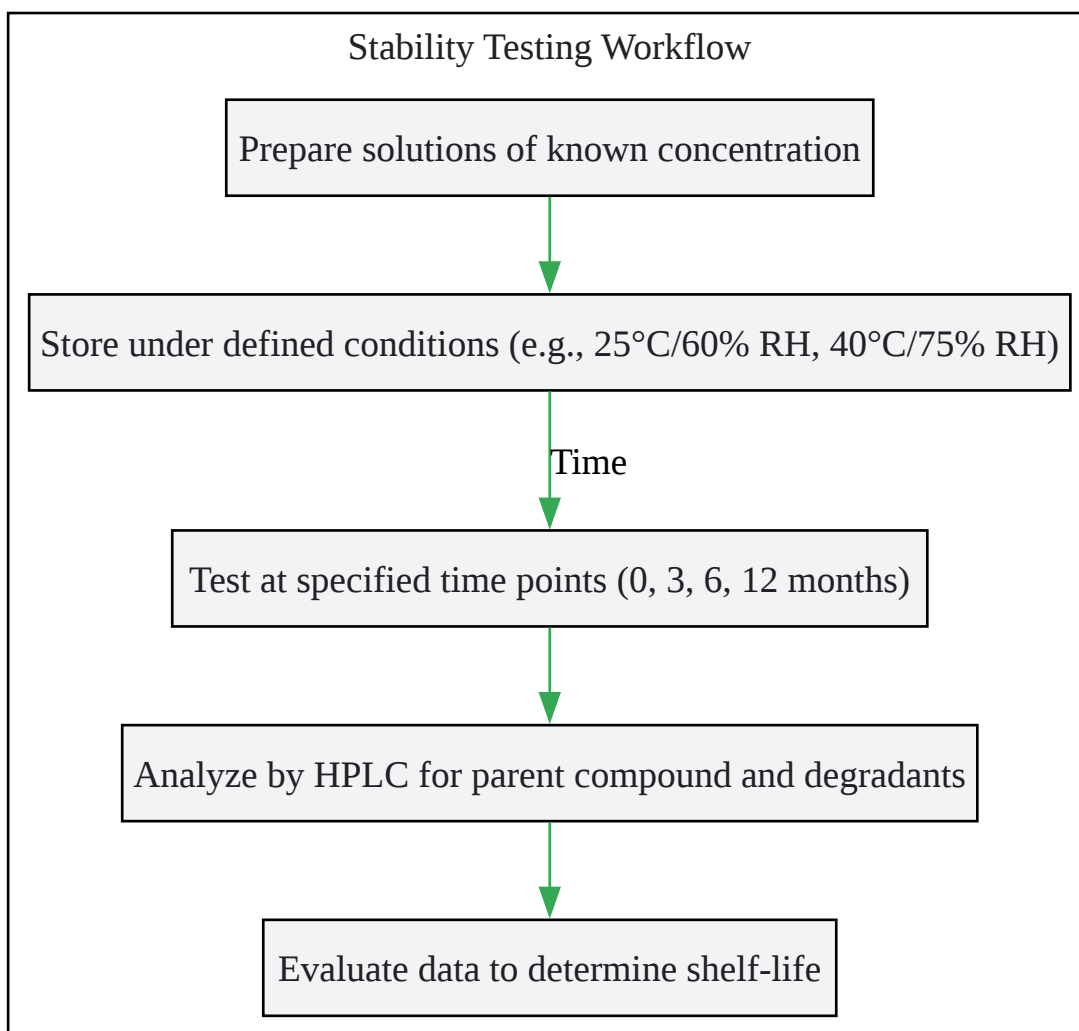 Stability Testing Workflow
Prepare solutions of known concentration
Store under defined conditions (e.g., 25°C/60% RH, 40°C/75% RH)
Time
Test at specified time points (0, 3, 6, 12 months)
Analyze by HPLC for parent compound and degradants
Evaluate data to determine shelf-life